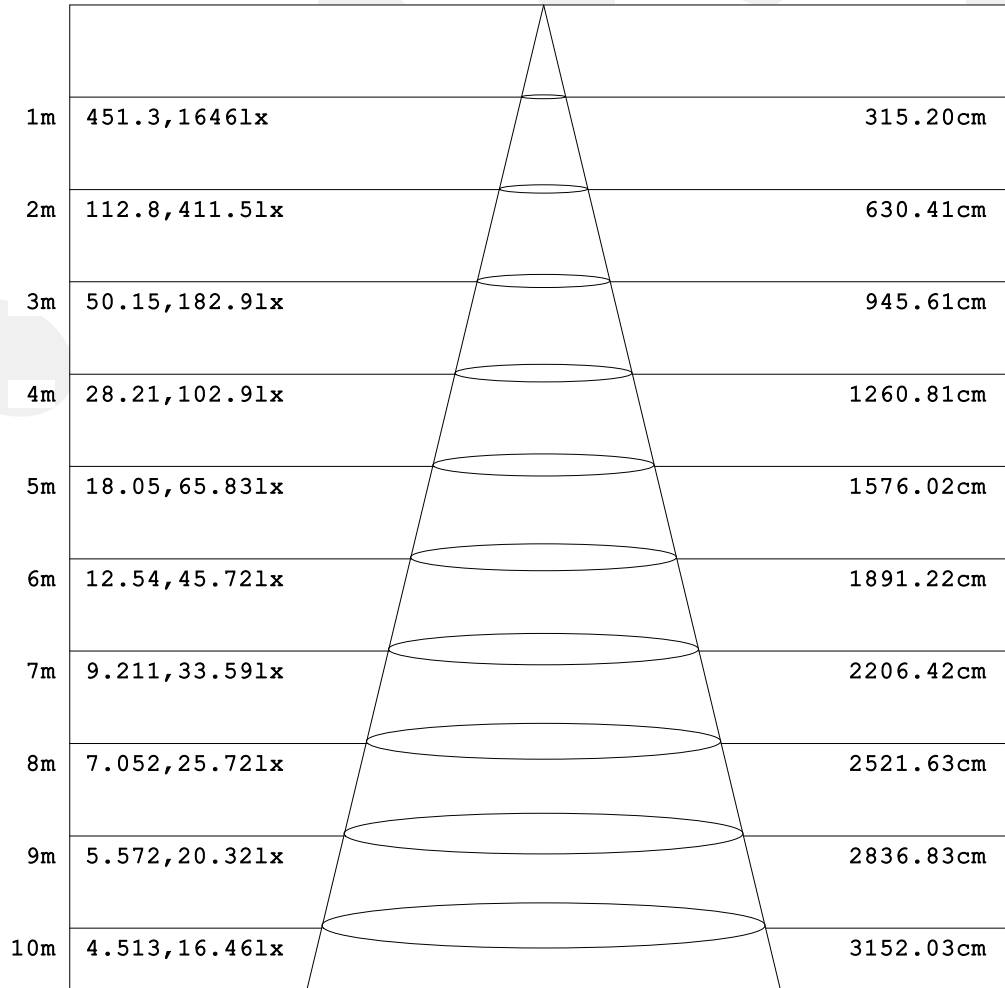 1m 451.3,1646lx 315.20cm
2m 112.8,411.5lx 630.41cm
3m 50.15,182.9lx 945.61cm
4m 28.21,102.9lx 1260.81cm
5m 18.05,65.83lx 1576.02cm
6m 12.54,45.72lx 1891.22cm
7m 9.211,33.59lx 2206.42cm
8m 7.052,25.72lx 2521.63cm
9m 5.572,20.32lx 2836.83cm
10m 4.513,16.46lx 3152.03cm